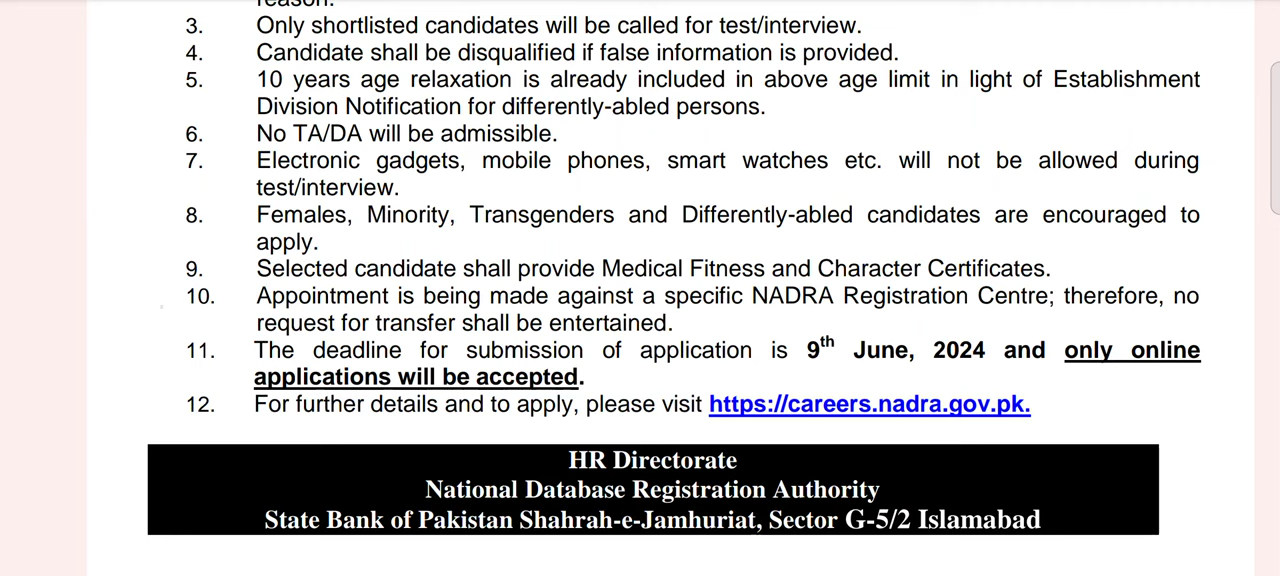 reason.
3. Only shortlisted candidates will be called for test/interview.
4. Candidate shall be disqualified if false information is provided.
5. 10 years age relaxation is already included in above age limit in light of Establishment
Division Notification for differently-abled persons.
6. No TA/DA will be admissible.
7. Electronic gadgets, mobile phones, smart watches etc. will not be allowed during
test/interview.
8. Females, Minority, Transgenders and Differently-abled candidates are encouraged to
apply.
9. Selected candidate shall provide Medical Fitness and Character Certificates.
10. Appointment is being made against a specific NADRA Registration Centre; therefore, no
request for transfer shall be entertained.
11. The deadline for submission of application is 9th June, 2024 and only online
applications will be accepted.
12. For further details and to apply, please visit https://careers.nadra.gov.pk.
HR Directorate
National Database Registration Authority
State Bank of Pakistan Shahrah-e-Jamhuriat, Sector G-5/2 Islamabad